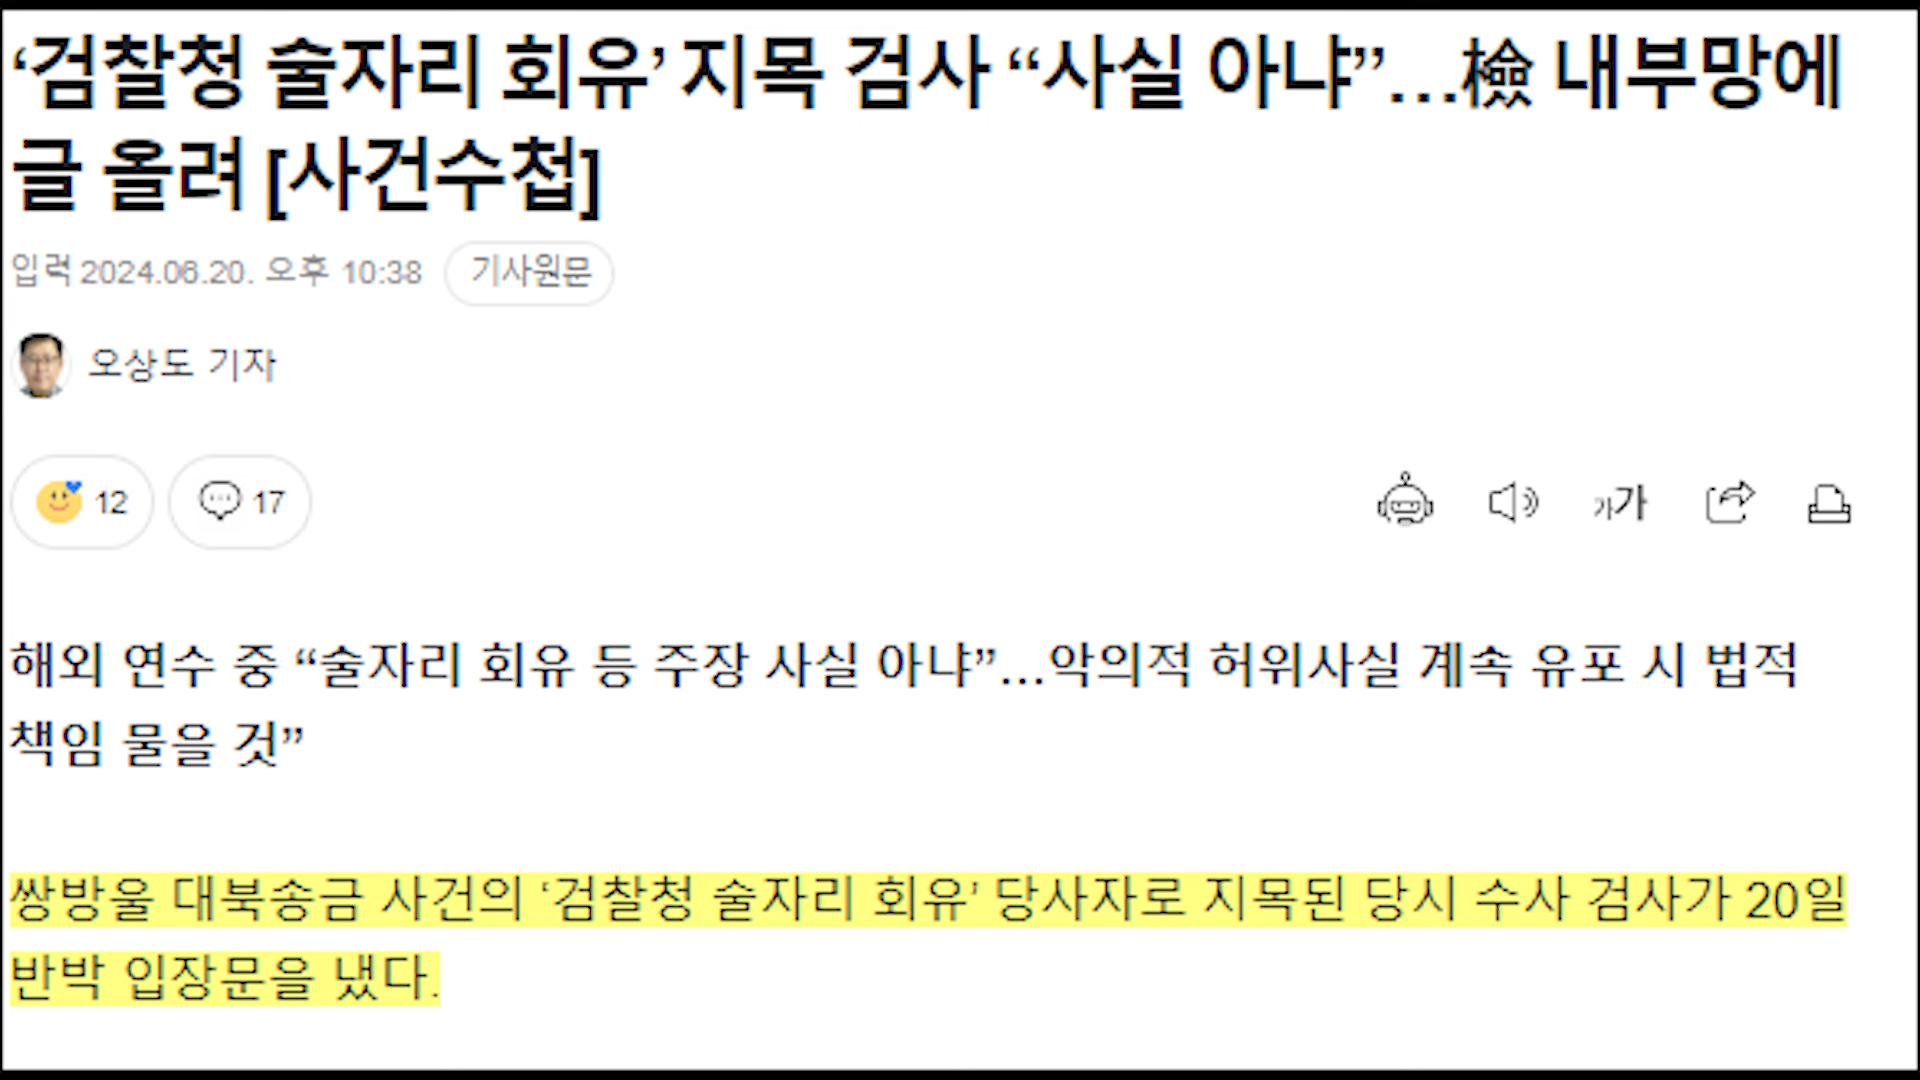 ‘검찰청 술자리 회유’ 지목 검사 “사실 아냐”…檢 내부망에
글 올려 [사건수첩]
입력 2024.06.20. 오후 10:38 기사원문
오상도 기자
12 17 가가
해외 연수 중 “술자리 회유 등 주장 사실 아냐”…악의적 허위사실 계속 유포 시 법적
책임 물을 것”
쌍방울 대북송금 사건의 ‘검찰청 술자리 회유’ 당사자로 지목된 당시 수사 검사가 20일
반박 입장문을 냈다.